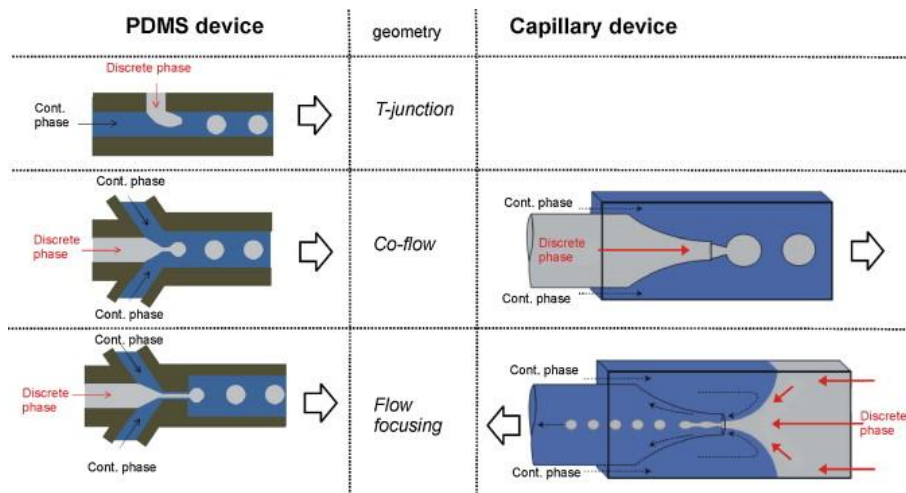 PDMS device
geometry
Capillary device
Discrete phase
Cont.
phase
T-junction
Cont. phase
Discrete
phase
Cont. phase
Co-flow
Cont. phase
Discrete
phase
Cont. phase
Cont. phase
Discrete
phase
Cont. phase
Flow
focusing
Cont. phase
Discrete
phase
Cont. phase